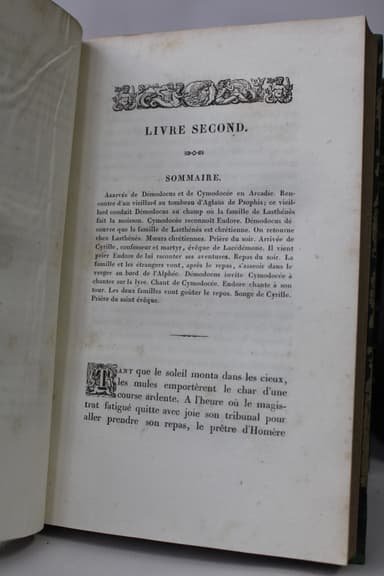 LIVRE SECOND.
SOMMAIRE.
Arrivée de Démodocus et de Cymodocée en Arcadie. Ren-
contre d'un vieillard au tombeau d'Aglaüs de Psophis; ce vieil-
lard conduit Démodocus au champ où la famille de Lasthénès
fait la moisson. Cymodocée reconnoît Eudore. Démodocus dé-
couvre que la famille de Lasthénès est chrétienne. On retourne
chez Lasthénès. Mœurs chrétiennes. Prière du soir. Arrivée de
Cyrille, confesseur et martyr, évêque de Lacédémone. Il vient
prier Eudore de lui raconter ses aventures. Repas du soir. La
famille et les étrangers vont, après le repas, s'asseoir dans le
verger au bord de l'Alphée. Démodocus invite Cymodocée à
chanter sur la lyre. Chant de Cymodocée. Eudore chante à son
tour. Les deux familles vont goûter le repos. Songe de Cyrille.
Prière du saint évêque.
TANT que le soleil monta dans les cieux,
les mules emportèrent le char d'une
course ardente. A l'heure où le magis-
trat fatigué quitte avec joie son tribunal pour
aller prendre son repas, le prêtre d'Homère